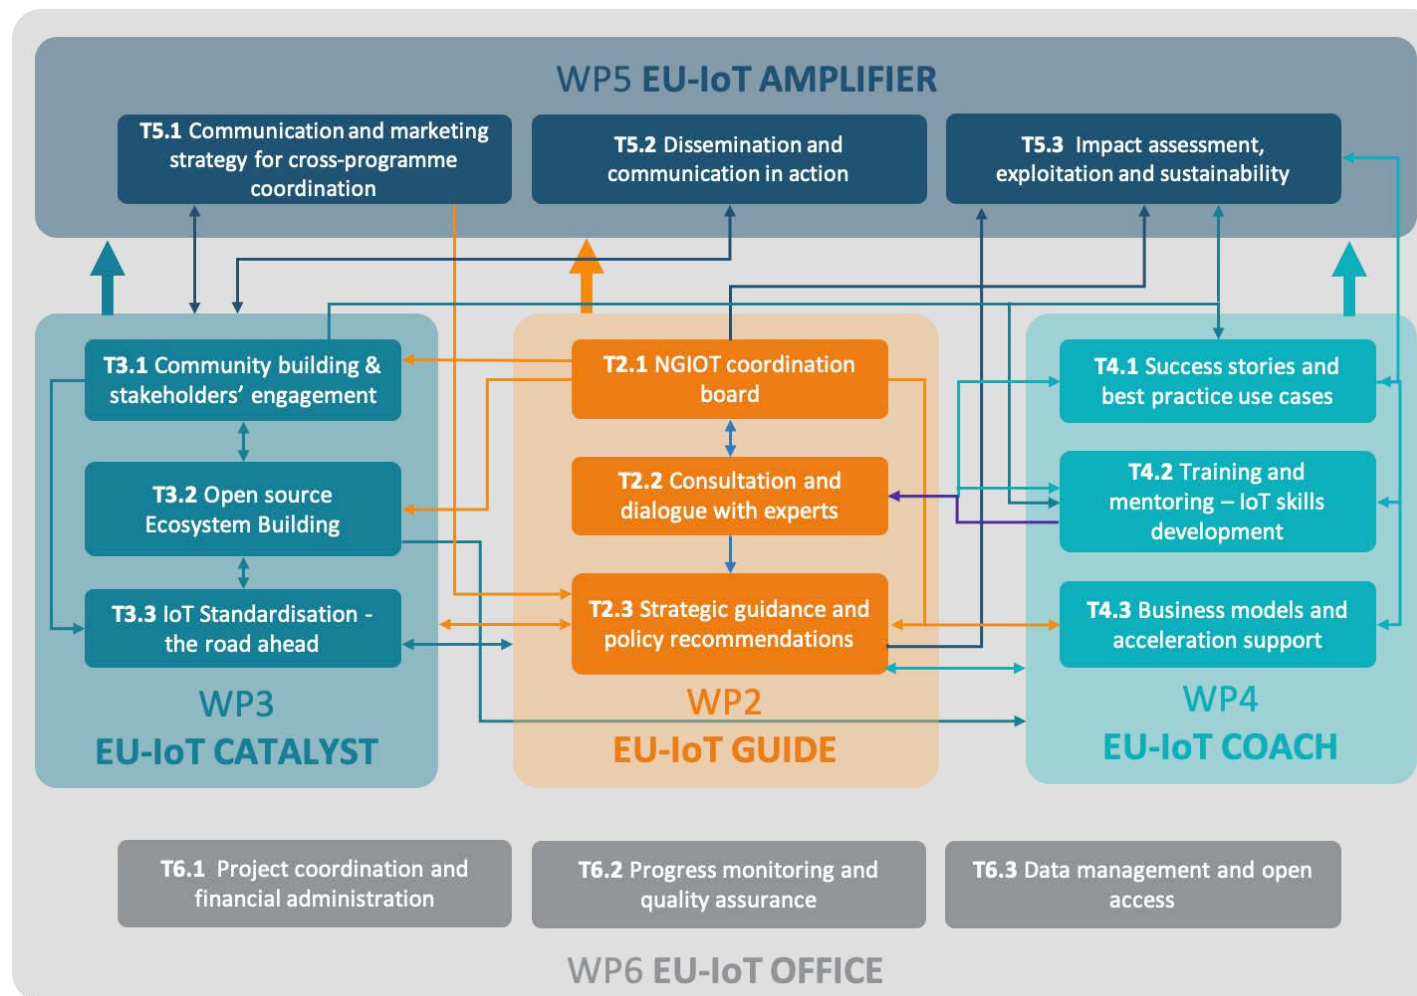 WP5 EU-IoT AMPLIFIER
T5.1 Communication and marketing
strategy for cross-programme
coordination
T5.2 Dissemination and
communication in action
T5.3 Impact assessment,
exploitation and sustainability
T3.1 Community building &
stakeholders’ engagement
T3.2 Open source
Ecosystem Building
T3.3 IoT Standardisation -
the road ahead
WP3
EU-IoT CATALYST
T2.1 NGIOT coordination
board
T2.2 Consultation and
dialogue with experts
T2.3 Strategic guidance and
policy recommendations
WP2
EU-IoT GUIDE
T4.1 Success stories and
best practice use cases
T4.2 Training and
mentoring – IoT skills
development
T4.3 Business models and
acceleration support
WP4
EU-IoT COACH
T6.1 Project coordination and
financial administration
T6.2 Progress monitoring and
quality assurance
T6.3 Data management and open
access
WP6 EU-IoT OFFICE